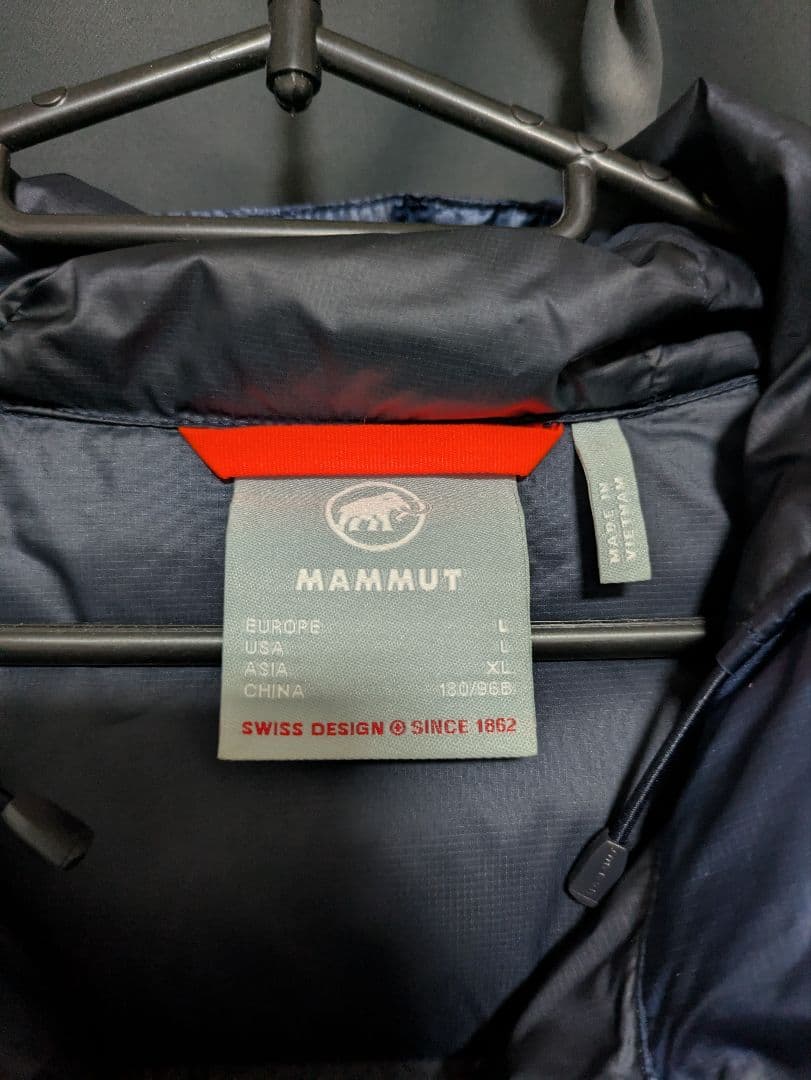 MAMMUT
EUROPE L
USA L
ASIA XL
CHINA 180/96B
SWISS DESIGN SINCE 1862
MADE IN
VIETNAM